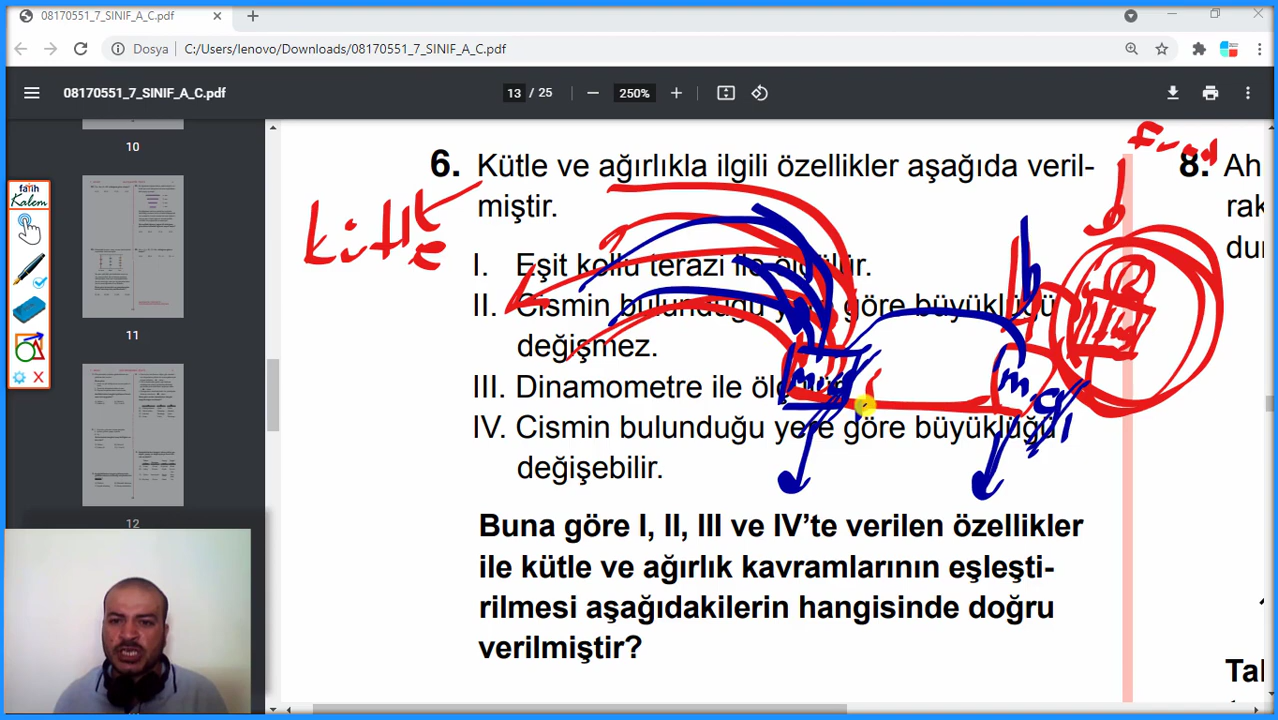 08170551_7_SINIF_A_C.pdf
Dosya
C:/Users/lenovo/Downloads/08170551_7_SINIF_A_C.pdf
08170551_7_SINIF_A_C.pdf
13 / 25
250%
10
11
12
fatih
Kalem
kütle
6. Kütle ve ağırlıkla ilgili özellikler aşağıda veril-
miştir.
I. Eşit kollu terazi ile ölçülür.
II. Cismin bulunduğu yere göre büyüklüğü
değişmez.
III. Dinamometre ile ölçülür.
IV. Cismin bulunduğu yere göre büyüklüğü
değişebilir.
Buna göre I, II, III ve IV’te verilen özellikler
ile kütle ve ağırlık kavramlarının eşleşti-
rilmesi aşağıdakilerin hangisinde doğru
verilmiştir?
8. Ah
rak
dur
Tal